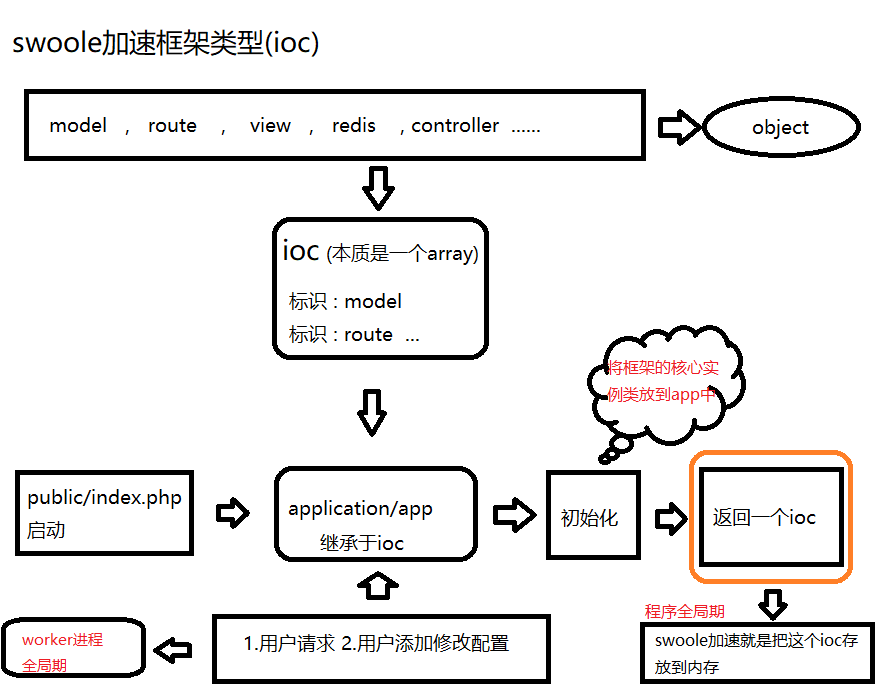 swoole加速框架类型(ioc)
model , route , view , redis , controller ......
object
ioc (本质是一个array)
标识 : model
标识 : route ...
将框架的核心实
例类放到app中
public/index.php
启动
application/app
继承于ioc
初始化
返回一个ioc
程序全局期
swoole加速就是把这个ioc存
放到内存
1.用户请求 2.用户添加修改配置
worker进程
全局期